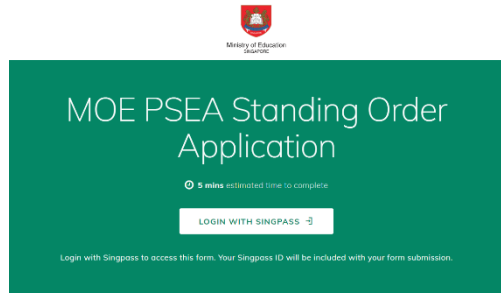 Ministry of Education
SINGAPORE
MOE PSEA Standing Order
Application
5 mins estimated time to complete
LOGIN WITH SINGPASS
Login with Singpass to access this form. Your Singpass ID will be included with your form submission.